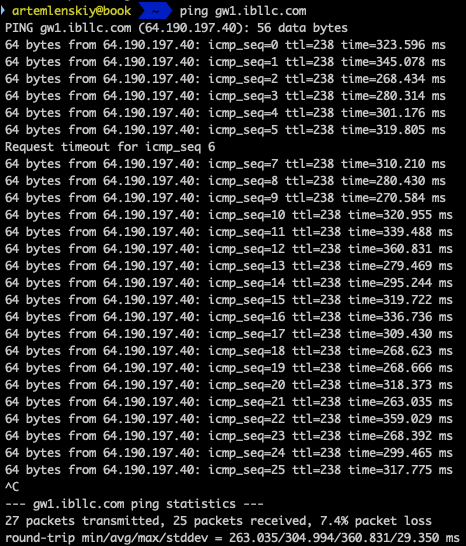 artemlenskiy@book ~ ping gw1.ibllc.com
PING gw1.ibllc.com (64.190.197.40): 56 data bytes
64 bytes from 64.190.197.40: icmp_seq=0 ttl=238 time=323.596 ms
64 bytes from 64.190.197.40: icmp_seq=1 ttl=238 time=345.078 ms
64 bytes from 64.190.197.40: icmp_seq=2 ttl=238 time=268.434 ms
64 bytes from 64.190.197.40: icmp_seq=3 ttl=238 time=280.314 ms
64 bytes from 64.190.197.40: icmp_seq=4 ttl=238 time=301.176 ms
64 bytes from 64.190.197.40: icmp_seq=5 ttl=238 time=319.805 ms
Request timeout for icmp_seq 6
64 bytes from 64.190.197.40: icmp_seq=7 ttl=238 time=310.210 ms
64 bytes from 64.190.197.40: icmp_seq=8 ttl=238 time=280.430 ms
64 bytes from 64.190.197.40: icmp_seq=9 ttl=238 time=270.584 ms
64 bytes from 64.190.197.40: icmp_seq=10 ttl=238 time=320.955 ms
64 bytes from 64.190.197.40: icmp_seq=11 ttl=238 time=339.488 ms
64 bytes from 64.190.197.40: icmp_seq=12 ttl=238 time=360.831 ms
64 bytes from 64.190.197.40: icmp_seq=13 ttl=238 time=279.469 ms
64 bytes from 64.190.197.40: icmp_seq=14 ttl=238 time=295.244 ms
64 bytes from 64.190.197.40: icmp_seq=15 ttl=238 time=319.722 ms
64 bytes from 64.190.197.40: icmp_seq=16 ttl=238 time=336.736 ms
64 bytes from 64.190.197.40: icmp_seq=17 ttl=238 time=309.430 ms
64 bytes from 64.190.197.40: icmp_seq=18 ttl=238 time=268.623 ms
64 bytes from 64.190.197.40: icmp_seq=19 ttl=238 time=268.666 ms
64 bytes from 64.190.197.40: icmp_seq=20 ttl=238 time=318.373 ms
64 bytes from 64.190.197.40: icmp_seq=21 ttl=238 time=263.035 ms
64 bytes from 64.190.197.40: icmp_seq=22 ttl=238 time=359.029 ms
64 bytes from 64.190.197.40: icmp_seq=23 ttl=238 time=268.392 ms
64 bytes from 64.190.197.40: icmp_seq=24 ttl=238 time=299.465 ms
64 bytes from 64.190.197.40: icmp_seq=25 ttl=238 time=317.775 ms
^C
--- gw1.ibllc.com ping statistics ---
27 packets transmitted, 25 packets received, 7.4% packet loss
round-trip min/avg/max/stddev = 263.035/304.994/360.831/29.350 ms